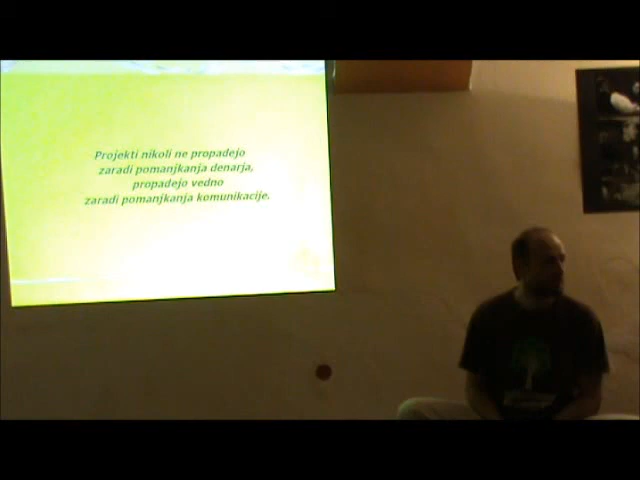 Projekti nikoli ne propadejo
zaradi pomanjkanja denarja,
propadejo vedno
zaradi pomanjkanja komunikacije.